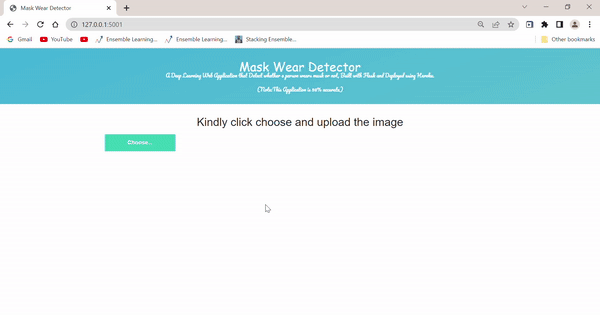 Mask Wear Detector
127.0.0.1:5001
Gmail
YouTube
Ensemble Learning...
Ensemble Learning...
Stacking Ensemble...
Other bookmarks
Mask Wear Detector
A Deep Learning Web Application that Detect whether a person wears mask or not, Built with Flask and Deployed using Heroku.
(Note:This Application is
accurate.)
Kindly click choose and upload the image
Choose...